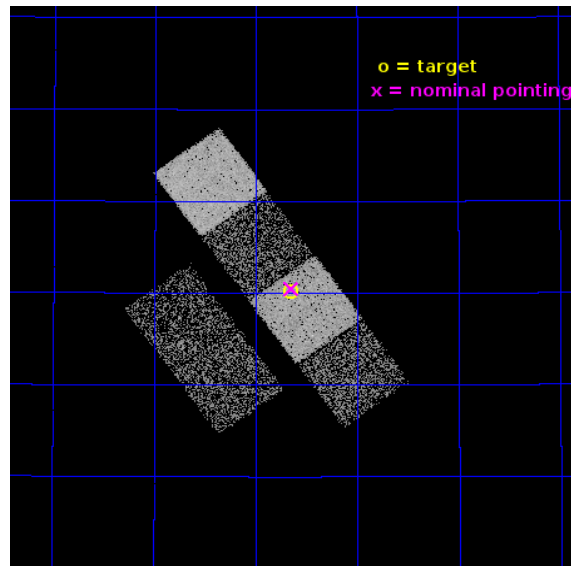 o = target
x = nominal pointing